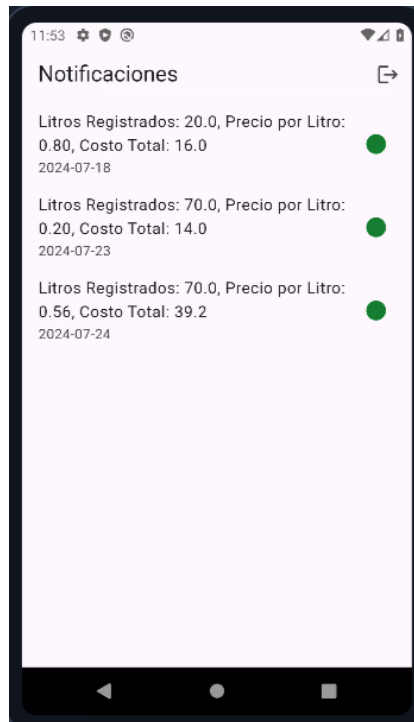 11:53
Notificaciones
Litros Registrados: 20.0, Precio por Litro:
0.80, Costo Total: 16.0
2024-07-18
Litros Registrados: 70.0, Precio por Litro:
0.20, Costo Total: 14.0
2024-07-23
Litros Registrados: 70.0, Precio por Litro:
0.56, Costo Total: 39.2
2024-07-24